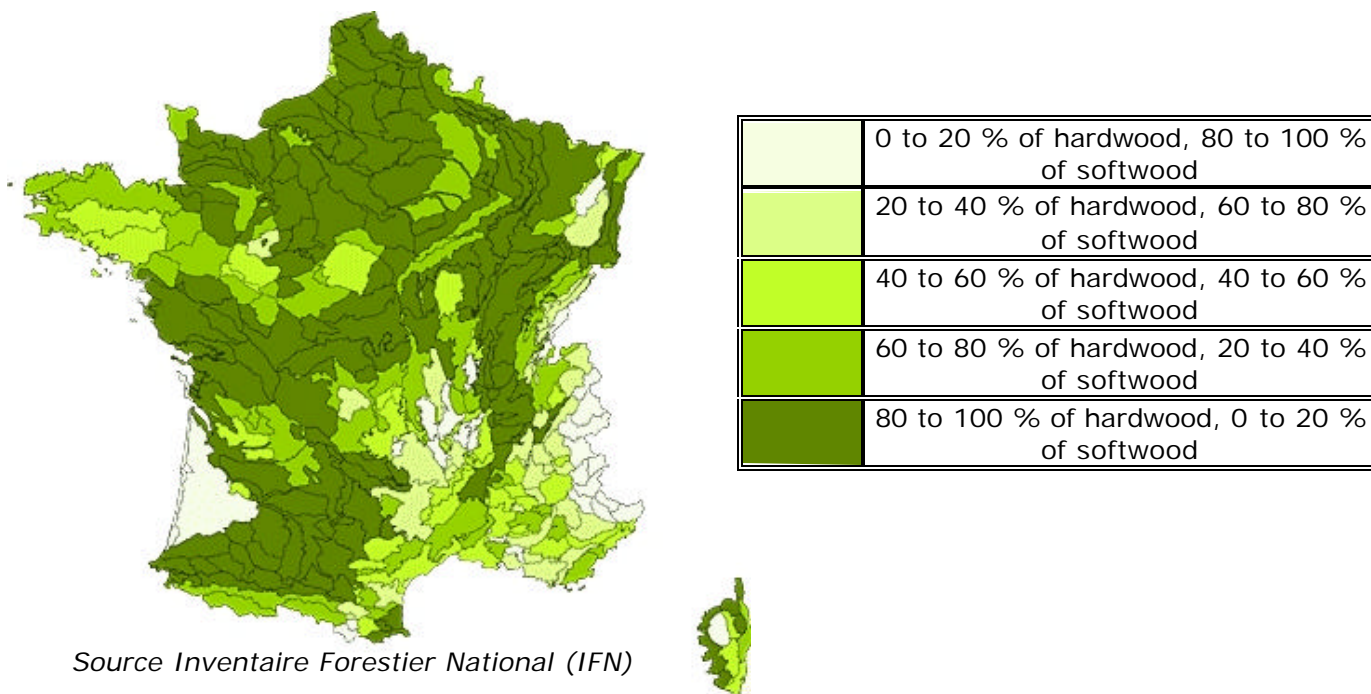 0 to 20 % of hardwood, 80 to 100 %
of softwood
20 to 40 % of hardwood, 60 to 80 %
of softwood
40 to 60 % of hardwood, 40 to 60 %
of softwood
60 to 80 % of hardwood, 20 to 40 %
of softwood
80 to 100 % of hardwood, 0 to 20 %
of softwood
Source Inventaire Forestier National (IFN)